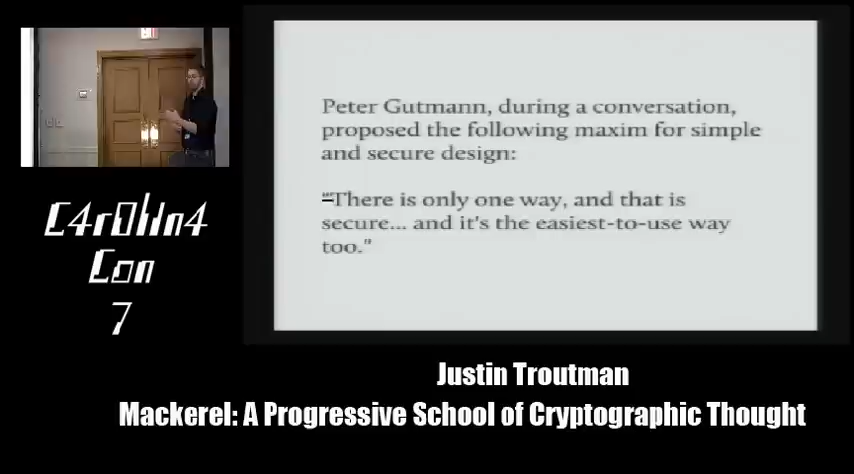 Peter Gutmann, during a conversation,
proposed the following maxim for simple
and secure design:
"There is only one way, and that is
secure... and it's the easiest-to-use way
too."
C4r0l1n4
Con
7
Justin Troutman
Mackerel: A Progressive School of Cryptographic Thought